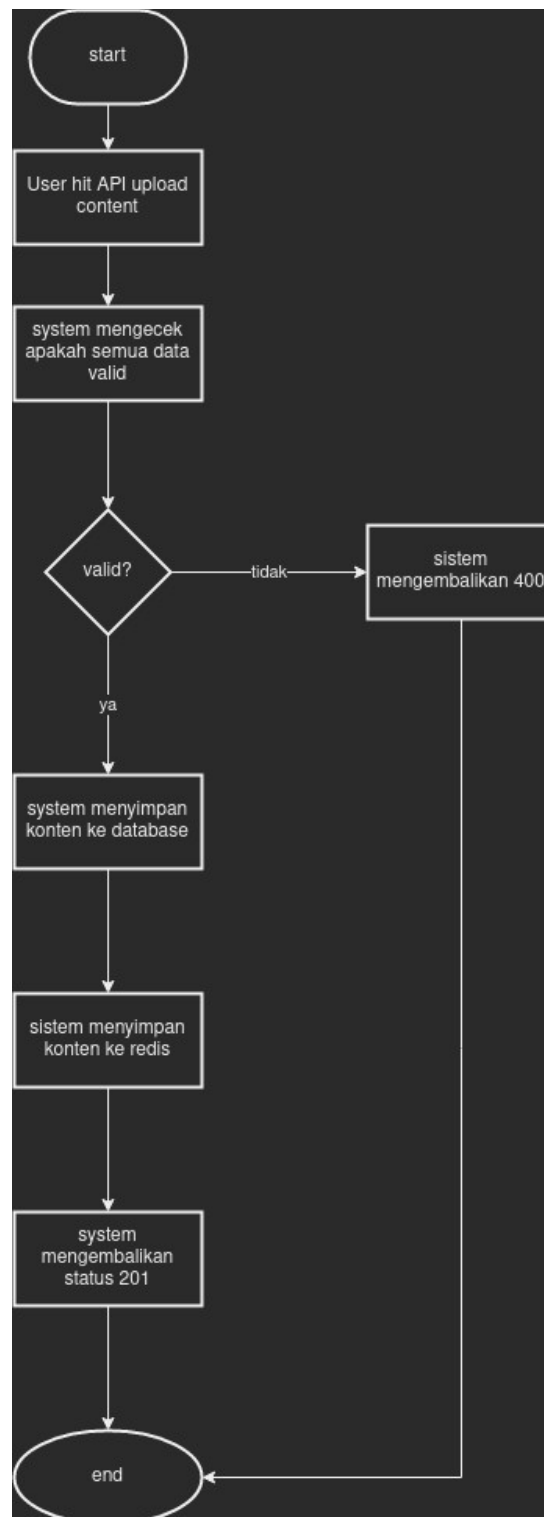 start
User hit API upload
content
system mengecek
apakah semua data
valid
valid?
tidak
sistem
mengembalikan 400
ya
system menyimpan
konten ke database
sistem menyimpan
konten ke redis
system
mengembalikan
status 201
end